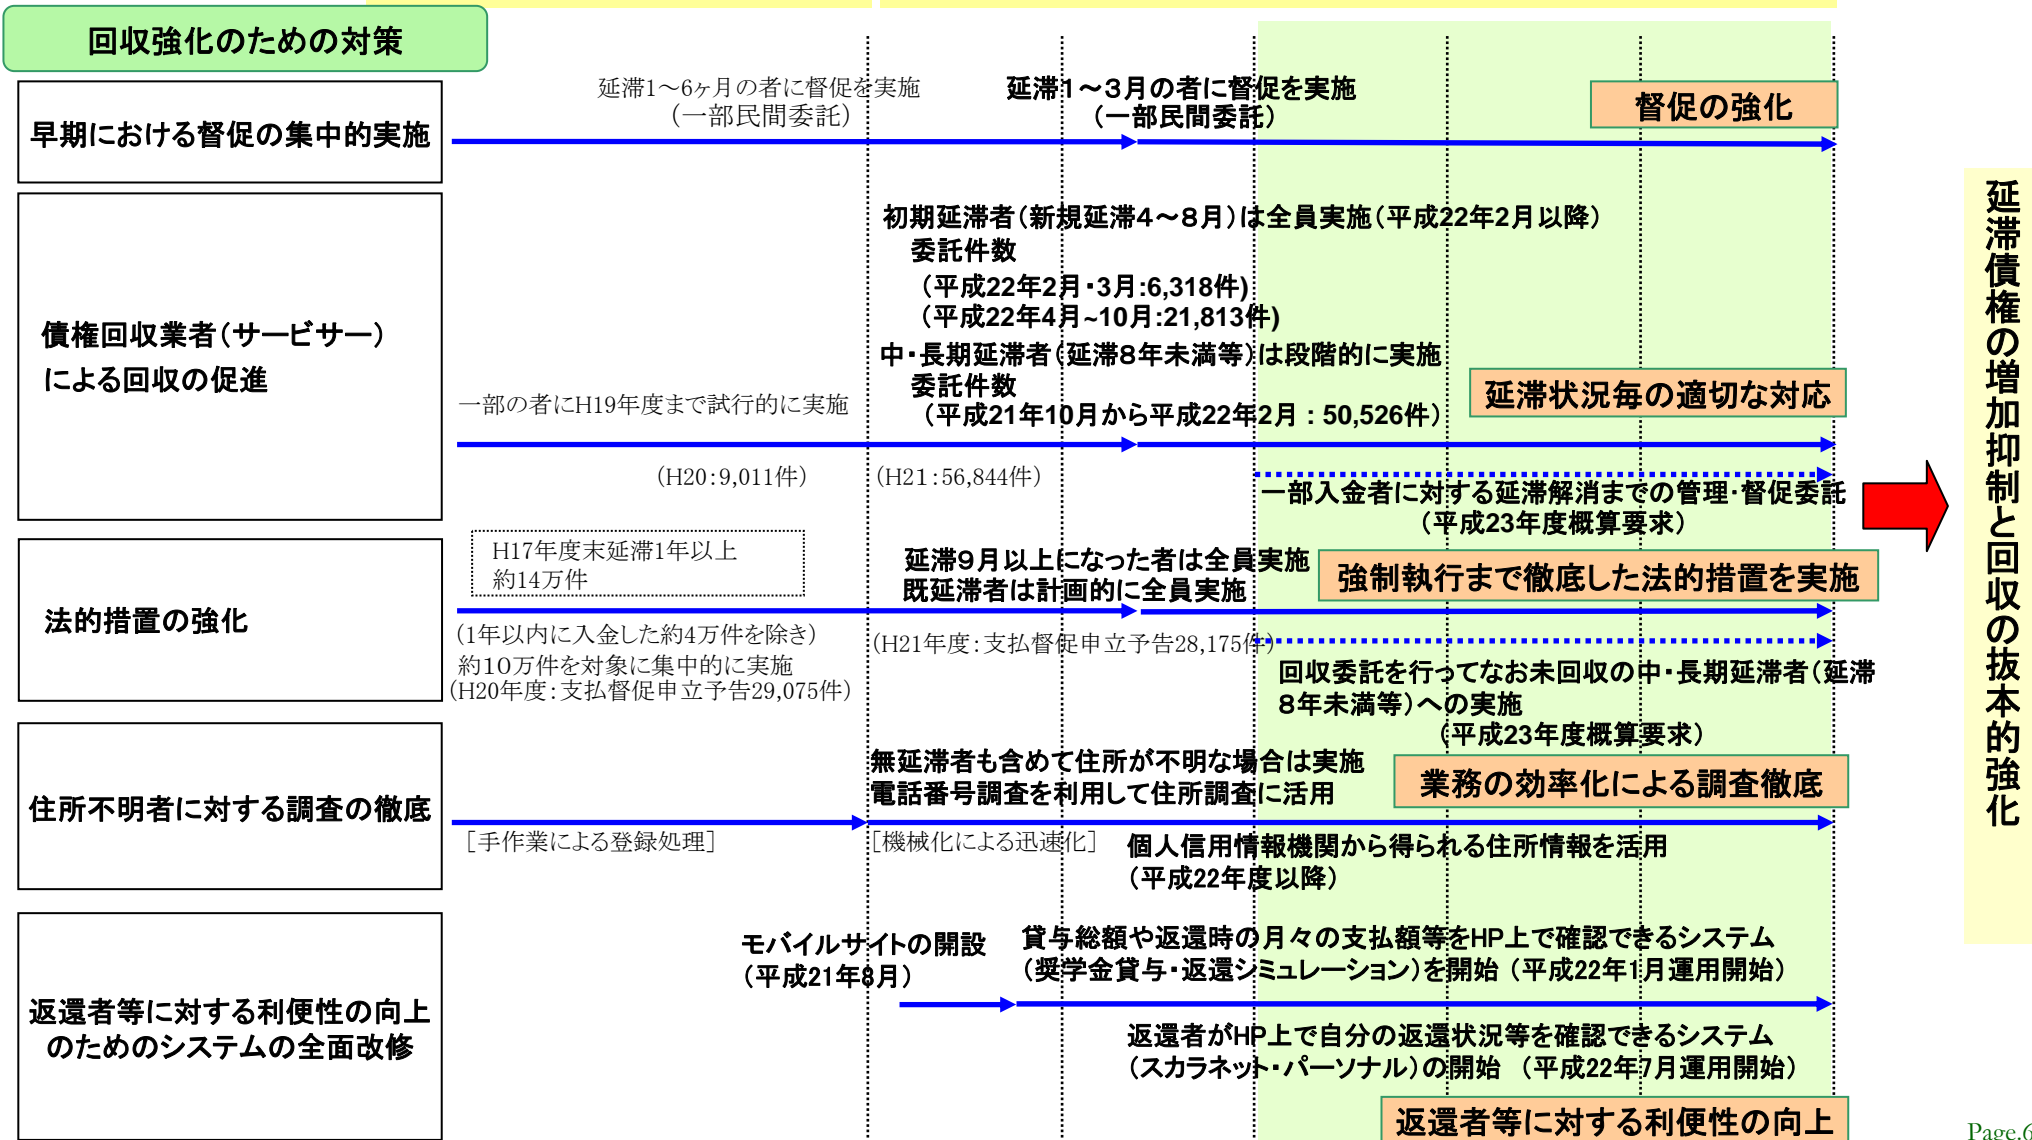 回収強化のための対策
早期における督促の集中的実施
延滞1～6ヶ月の者に督促を実施
（一部民間委託）
延滞１～３月の者に督促を実施
（一部民間委託）
督促の強化
債権回収業者（サービサー）
による回収の促進
初期延滞者（新規延滞４～８月）は全員実施（平成22年2月以降）
委託件数
（平成22年2月・3月:6,318件)
（平成22年4月~10月:21,813件)
中・長期延滞者（延滞８年未満等）は段階的に実施
委託件数
（平成21年10月から平成22年2月：50,526件）
一部の者にH19年度まで試行的に実施
延滞状況毎の適切な対応
（H20：9,011件）
（H21：56,844件）
一部入金者に対する延滞解消までの管理・督促委託
（平成23年度概算要求）
法的措置の強化
H17年度末延滞1年以上
約14万件
延滞９月以上になった者は全員実施
既延滞者は計画的に全員実施
強制執行まで徹底した法的措置を実施
（1年以内に入金した約4万件を除き）
約１０万件を対象に集中的に実施
（H20年度：支払督促申立予告29,075件）
（H21年度：支払督促申立予告28,175件）
回収委託を行ってなお未回収の中・長期延滞者（延滞
８年未満等）への実施
（平成23年度概算要求）
住所不明者に対する調査の徹底
無延滞者も含めて住所が不明な場合は実施
電話番号調査を利用して住所調査に活用
業務の効率化による調査徹底
［手作業による登録処理］
［機械化による迅速化］
個人信用情報機関から得られる住所情報を活用
（平成22年度以降）
返還者等に対する利便性の向上
のためのシステムの全面改修
モバイルサイトの開設
（平成21年8月）
貸与総額や返還時の月々の支払額等をHP上で確認できるシステム
（奨学金貸与・返還シミュレーション）を開始（平成22年1月運用開始）
返還者がHP上で自分の返還状況等を確認できるシステム
（スカラネット・パーソナル）の開始 （平成22年7月運用開始）
返還者等に対する利便性の向上
延滞債権の増加抑制と回収の抜本的強化
Page.6